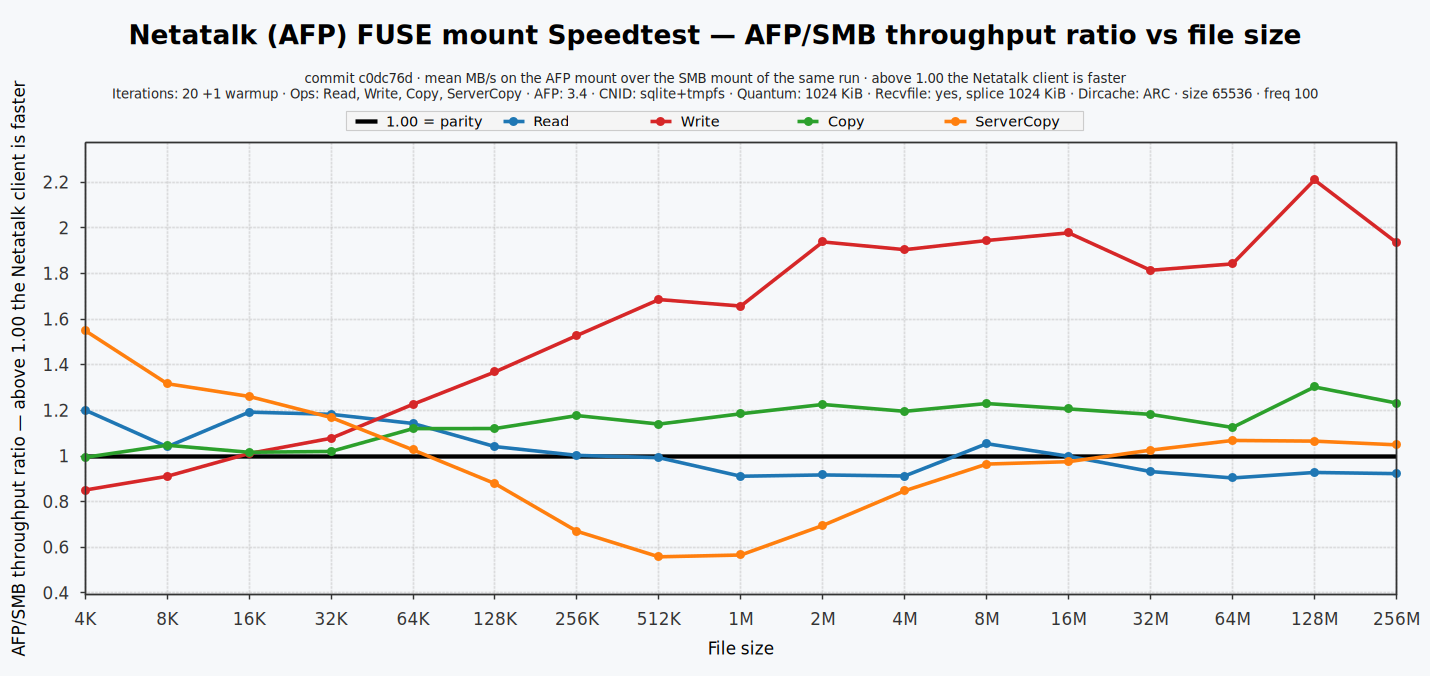 Netatalk (AFP) FUSE mount Speedtest — AFP/SMB throughput ratio vs file size
commit c0dc76d · mean MB/s on the AFP mount over the SMB mount of the same run · above 1.00 the Netatalk client is faster
Iterations: 20 +1 warmup · Ops: Read, Write, Copy, ServerCopy · AFP: 3.4 · CNID: sqlite+tmpfs · Quantum: 1024 KiB · Recvfile: yes, splice 1024 KiB · Dircache: ARC · size 65536 · freq 100
1.00 = parity Read Write Copy ServerCopy
AFP/SMB throughput ratio — above 1.00 the Netatalk client is faster
2.2
2
1.8
1.6
1.4
1.2
1
0.8
0.6
0.4
4K 8K 16K 32K 64K 128K 256K 512K 1M 2M 4M 8M 16M 32M 64M 128M 256M
File size